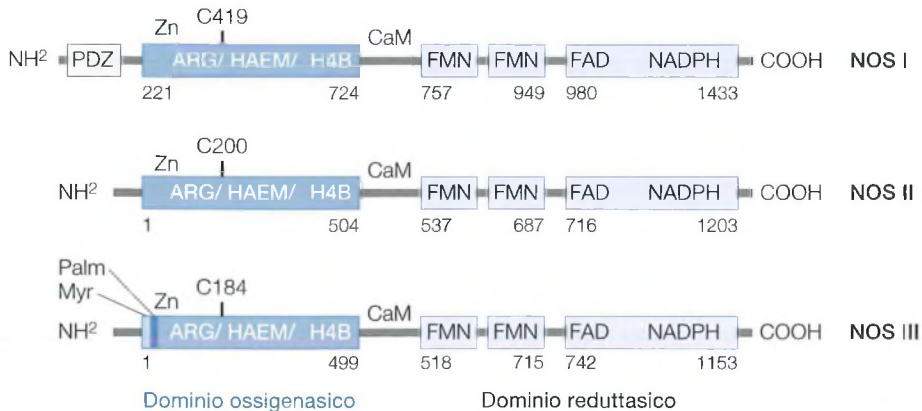 Zn C419 CaM
NH² PDZ ARG/ HAEM/ H4B FMN FMN FAD NADPH COOH NOS I
221 724 757 949 980 1433
Zn C200 CaM
NH² ARG/ HAEM/ H4B FMN FMN FAD NADPH COOH NOS II
1 504 537 687 716 1203
Palm
Myr Zn C184 CaM
NH² ARG/ HAEM/ H4B FMN FMN FAD NADPH COOH NOS III
1 499 518 715 742 1153
Dominio ossigenasico Dominio reduttasico